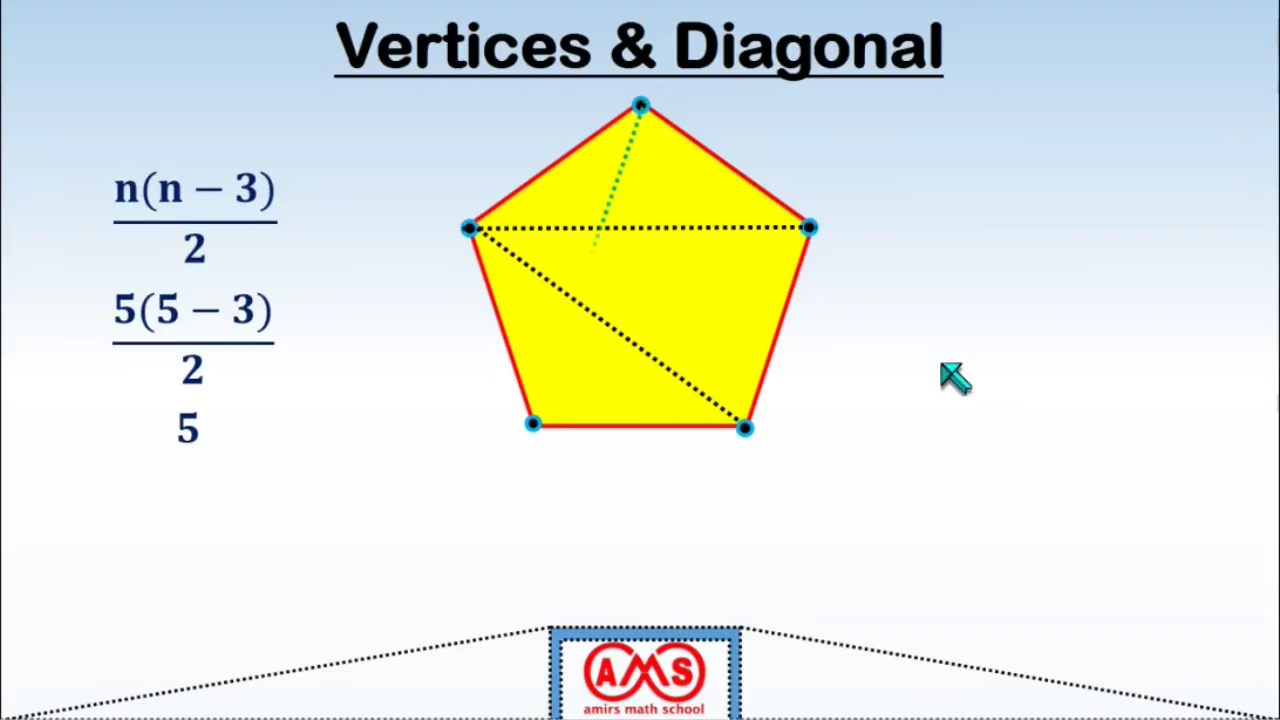 Vertices & Diagonal
n(n − 3)
2
5(5 − 3)
2
5
AMS
amirs math school